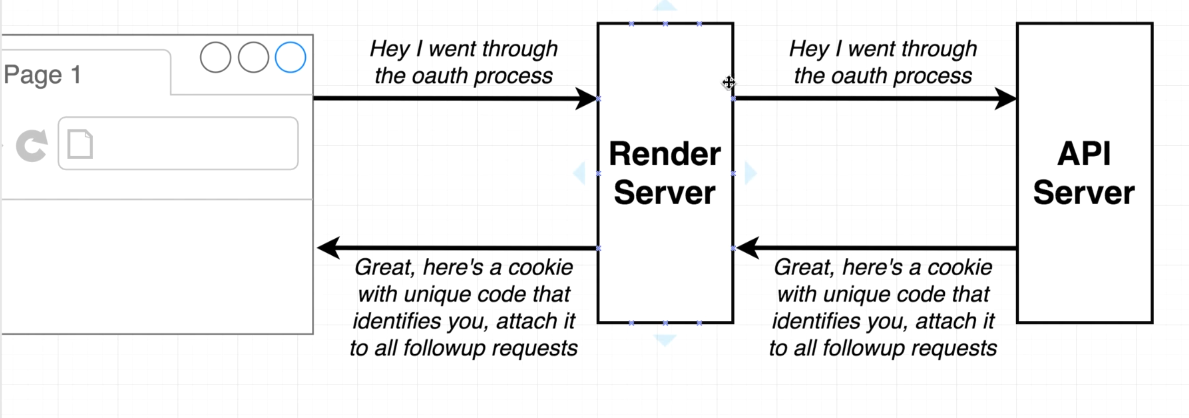 Page 1
Hey I went through
the oauth process
Great, here's a cookie
with unique code that
identifies you, attach it
to all followup requests
Render
Server
Hey I went through
the oauth process
Great, here's a cookie
with unique code that
identifies you, attach it
to all followup requests
API
Server